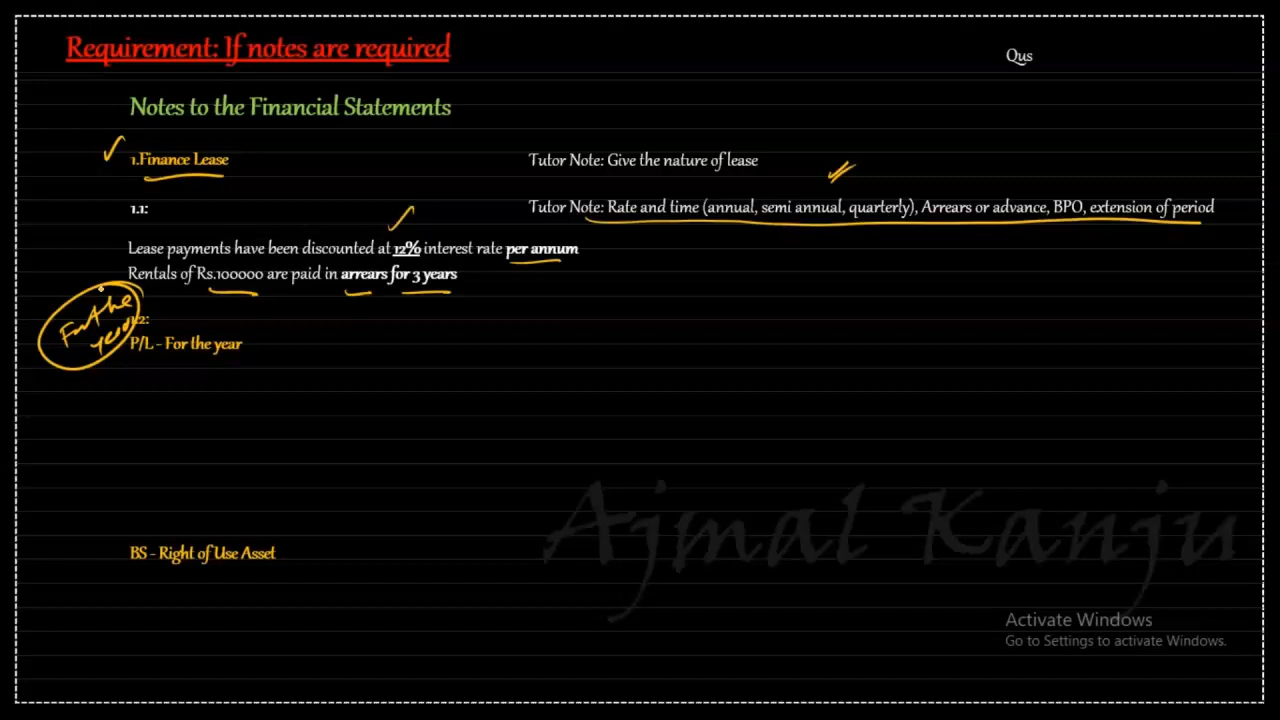 Requirement: If notes are required
Qus
Notes to the Financial Statements
1.Finance Lease
Tutor Note: Give the nature of lease
1.1:
Tutor Note: Rate and time (annual, semi annual, quarterly), Arrears or advance, BPO, extension of period
Lease payments have been discounted at 12% interest rate per annum
Rentals of Rs.100000 are paid in arrears for 3 years
For the
year
1.2:
P/L - For the year
Ajmal Kanju
BS - Right of Use Asset
Activate Windows
Go to Settings to activate Windows.